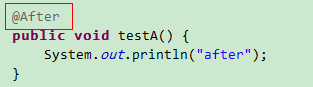 @After
public void testA() {
    System.out.println("after");
}